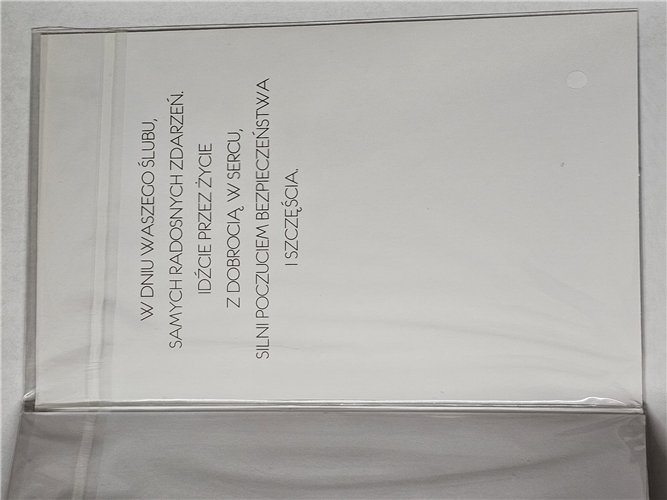 W DNIU WASZEGO ŚLUBU,
SAMYCH RADOSNYCH ZDARZEŃ.
IDŹCIE PRZEZ ŻYCIE
Z DOBROCIĄ W SERCU,
SILNI POCZUCIEM BEZPIECZEŃSTWA
I SZCZĘŚCIA.